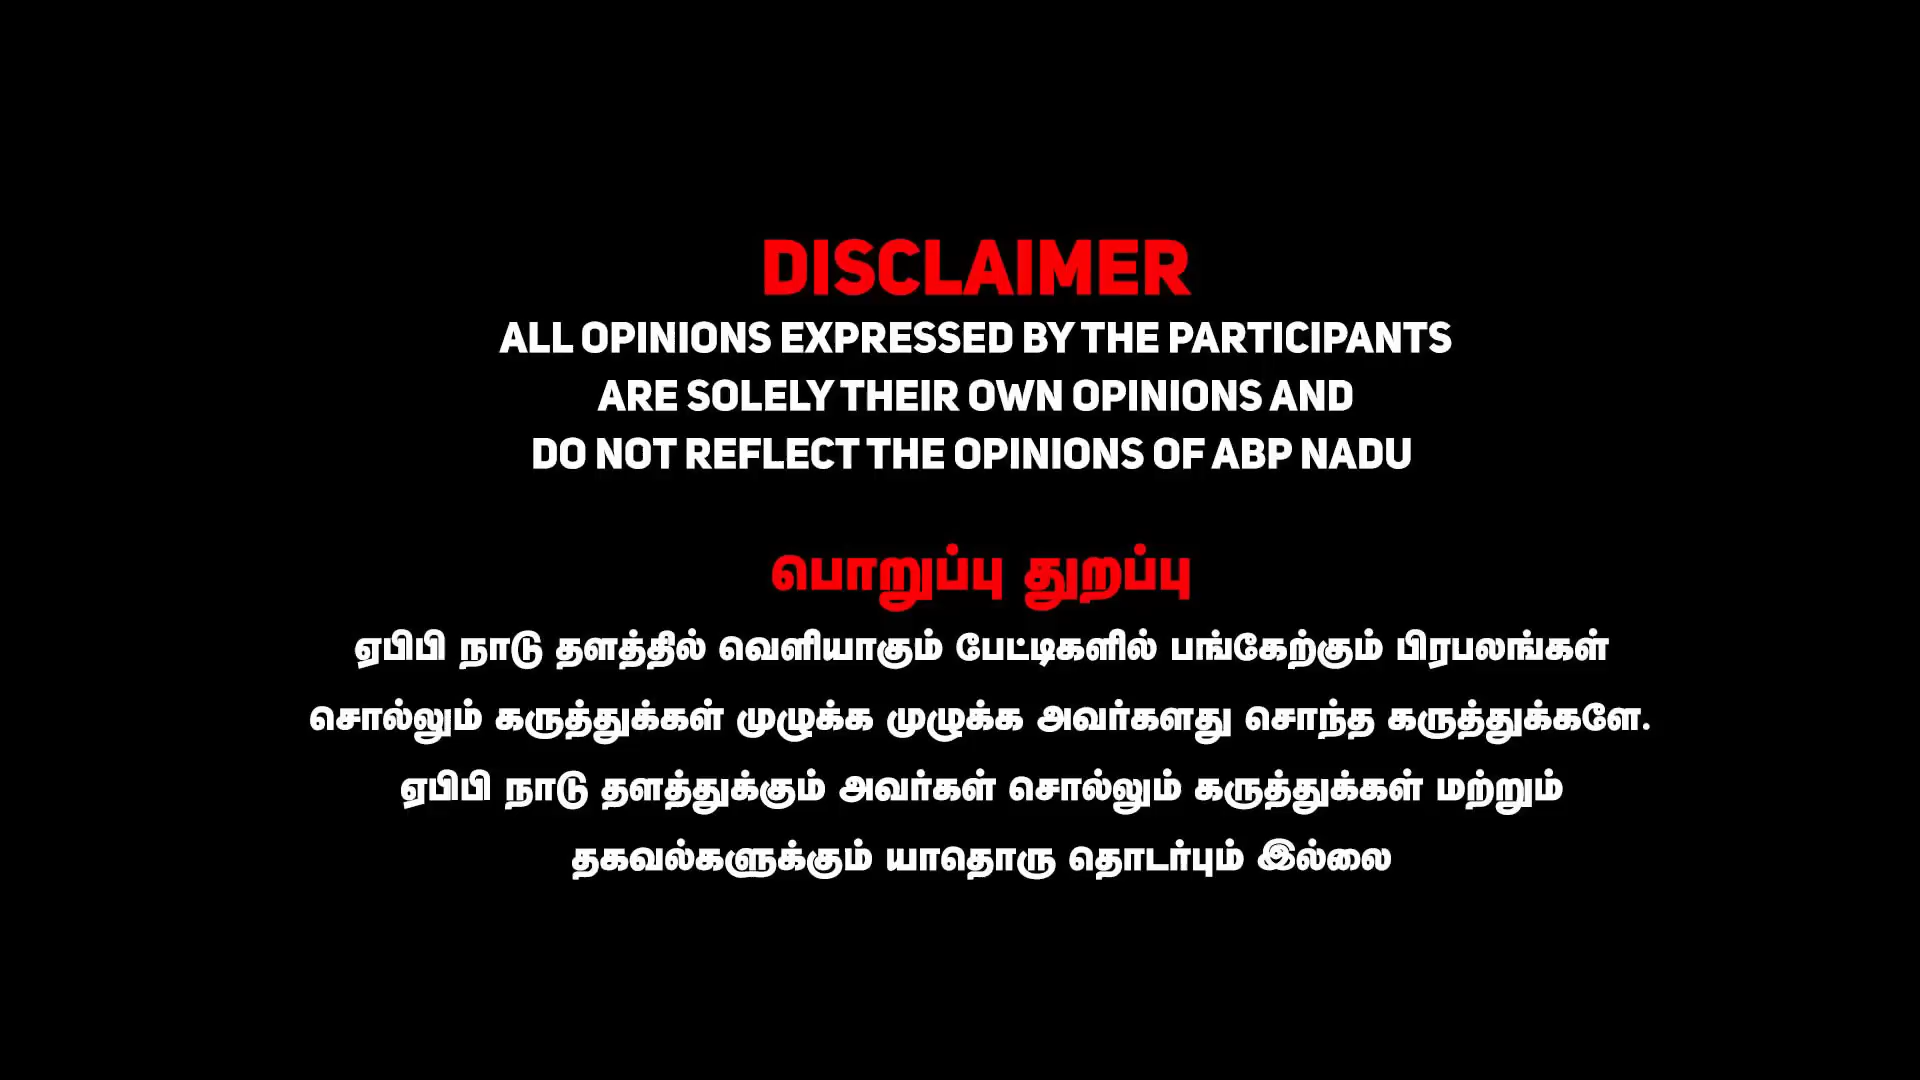 DISCLAIMER
ALL OPINIONS EXPRESSED BY THE PARTICIPANTS
ARE SOLELY THEIR OWN OPINIONS AND
DO NOT REFLECT THE OPINIONS OF ABP NADU
பொறுப்பு துறப்பு
ஏபிபி நாடு தளத்தில் வெளியாகும் பேட்டிகளில் பங்கேற்கும் பிரபலங்கள்
சொல்லும் கருத்துக்கள் முழுக்க முழுக்க அவர்களது சொந்த கருத்துக்களே.
ஏபிபி நாடு தளத்துக்கும் அவர்கள் சொல்லும் கருத்துக்கள் மற்றும்
தகவல்களுக்கும் யாதொரு தொடர்பும் இல்லை